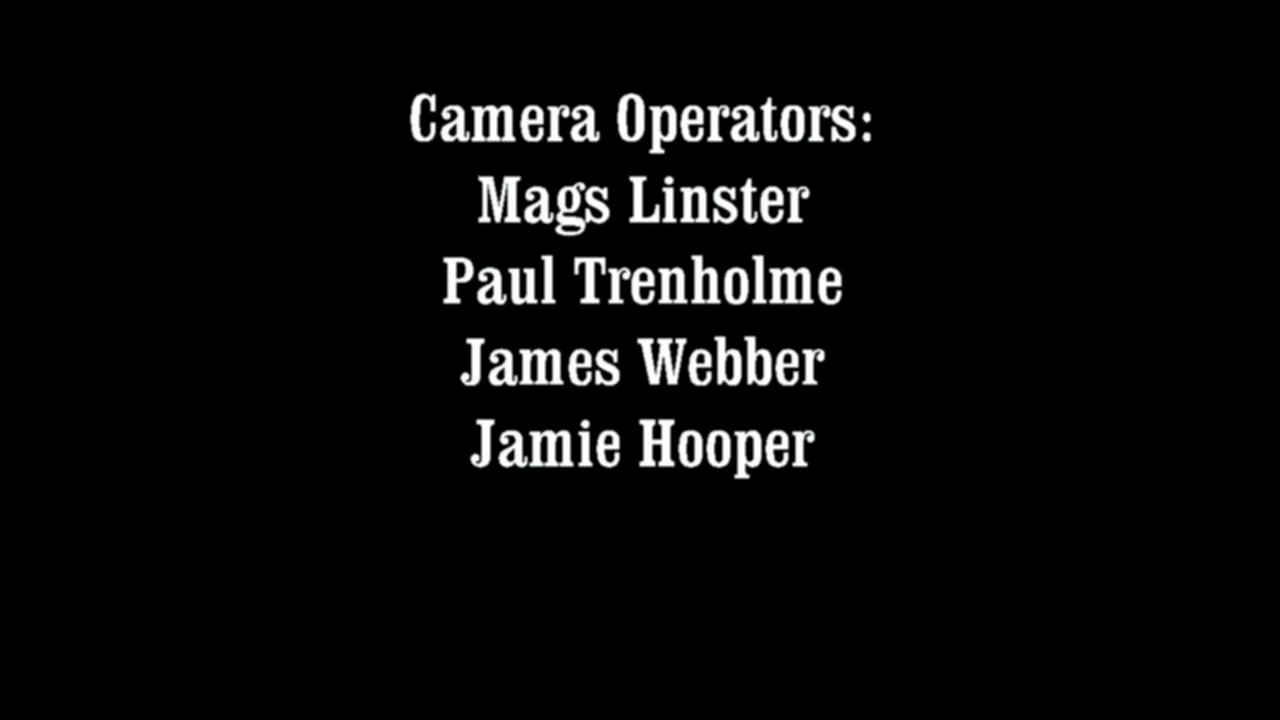 Camera Operators:
Mags Linster
Paul Trenholme
James Webber
Jamie Hooper